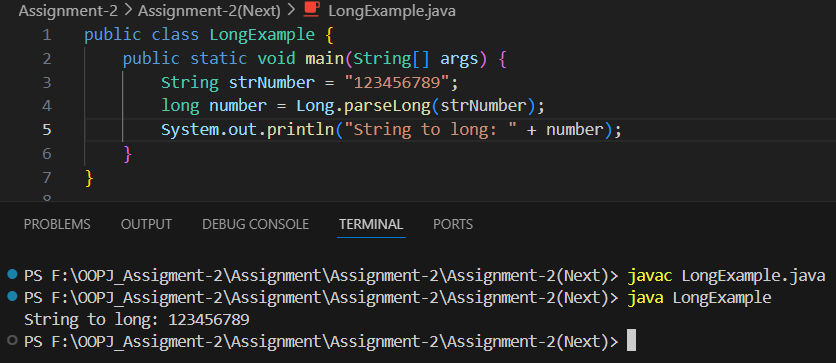 Assignment-2 > Assignment-2(Next) > LongExample.java
1 public class LongExample {
2     public static void main(String[] args) {
3         String strNumber = "123456789";
4         long number = Long.parseLong(strNumber);
5         System.out.println("String to long: " + number);
6     }
7 }
8
PROBLEMS OUTPUT DEBUG CONSOLE TERMINAL PORTS
PS F:\OOPJ_Assigment-2\Assignment\Assignment-2\Assignment-2(Next)> javac LongExample.java
PS F:\OOPJ_Assigment-2\Assignment\Assignment-2\Assignment-2(Next)> java LongExample
String to long: 123456789
PS F:\OOPJ_Assigment-2\Assignment\Assignment-2\Assignment-2(Next)>